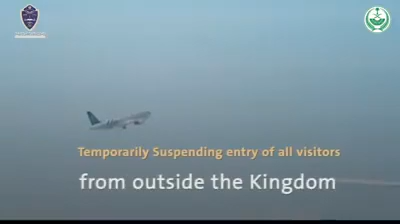 Temporarily Suspending entry of all visitors
from outside the Kingdom